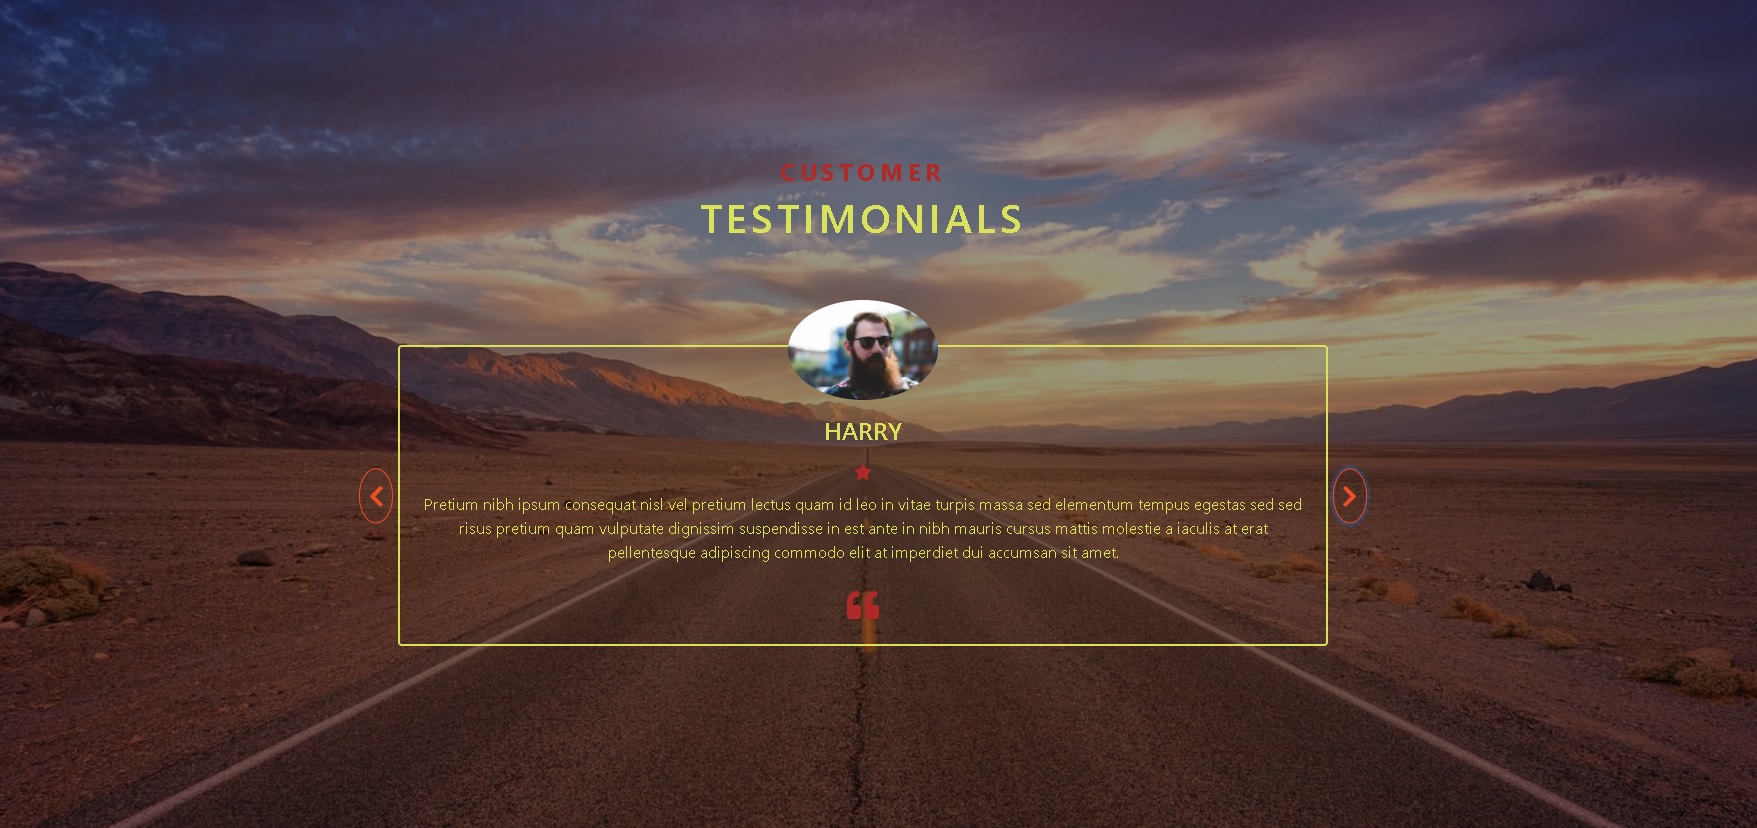 CUSTOMER
TESTIMONIALS
HARRY
Pretium nibh ipsum consequat nisl vel pretium lectus quam id leo in vitae turpis massa sed elementum tempus egestas sed sed
risus pretium quam vulputate dignissim suspendisse in est ante in nibh mauris cursus mattis molestie a iaculis at erat
pellentesque adipiscing commodo elit at imperdiet dui accumsan sit amet.